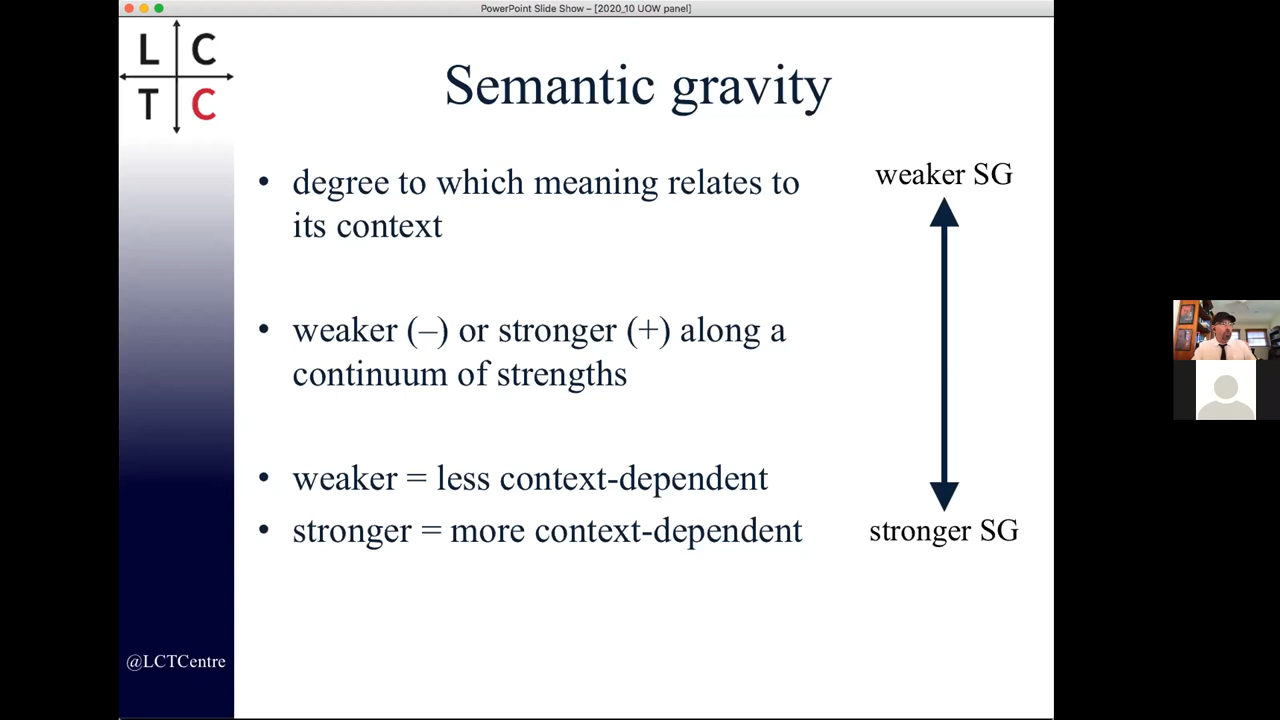 PowerPoint Slide Show – [2020_10 UOW panel]
L C
T C
Semantic gravity
• degree to which meaning relates to
its context
• weaker (–) or stronger (+) along a
continuum of strengths
• weaker = less context-dependent
• stronger = more context-dependent
weaker SG
stronger SG
@LCTCentre